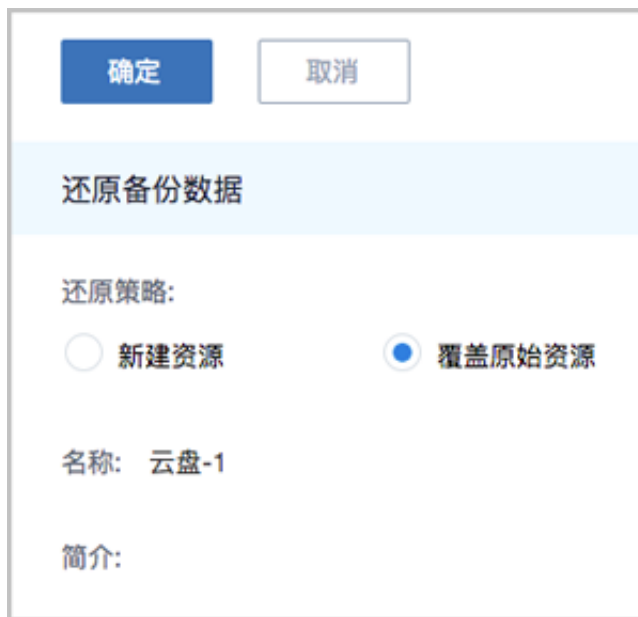 确定 取消
还原备份数据
还原策略:
新建资源 覆盖原始资源
名称: 云盘-1
简介: